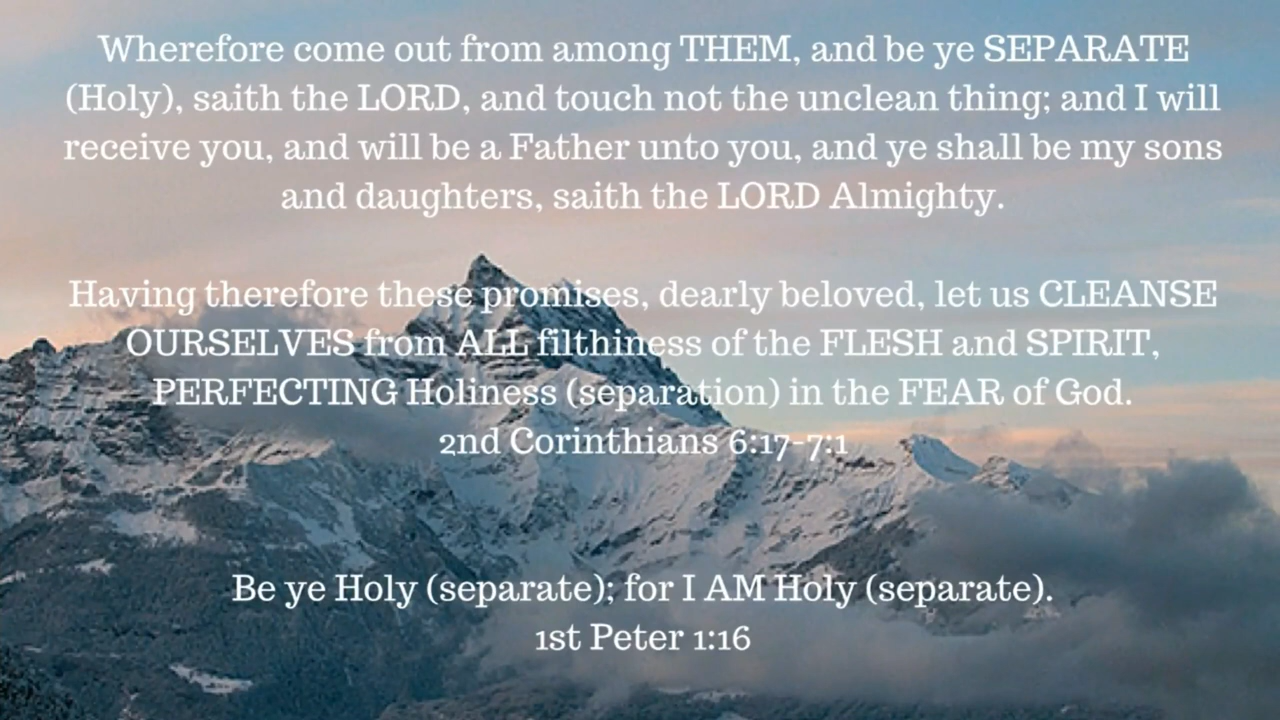 Wherefore come out from among THEM, and be ye SEPARATE
(Holy), saith the LORD, and touch not the unclean thing; and I will
receive you, and will be a Father unto you, and ye shall be my sons
and daughters, saith the LORD Almighty.
Having therefore these promises, dearly beloved, let us CLEANSE
OURSELVES from ALL filthiness of the FLESH and SPIRIT,
PERFECTING Holiness (separation) in the FEAR of God.
2nd Corinthians 6:17-7:1
Be ye Holy (separate); for I AM Holy (separate).
1st Peter 1:16